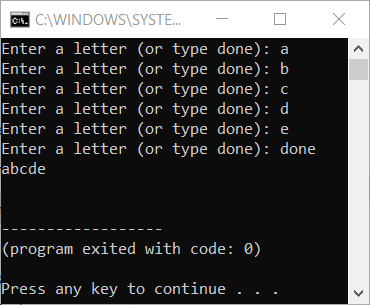 C:\WINDOWS\SYSTE...
Enter a letter (or type done): a
Enter a letter (or type done): b
Enter a letter (or type done): c
Enter a letter (or type done): d
Enter a letter (or type done): e
Enter a letter (or type done): done
abcde
------------------
(program exited with code: 0)
Press any key to continue . . .